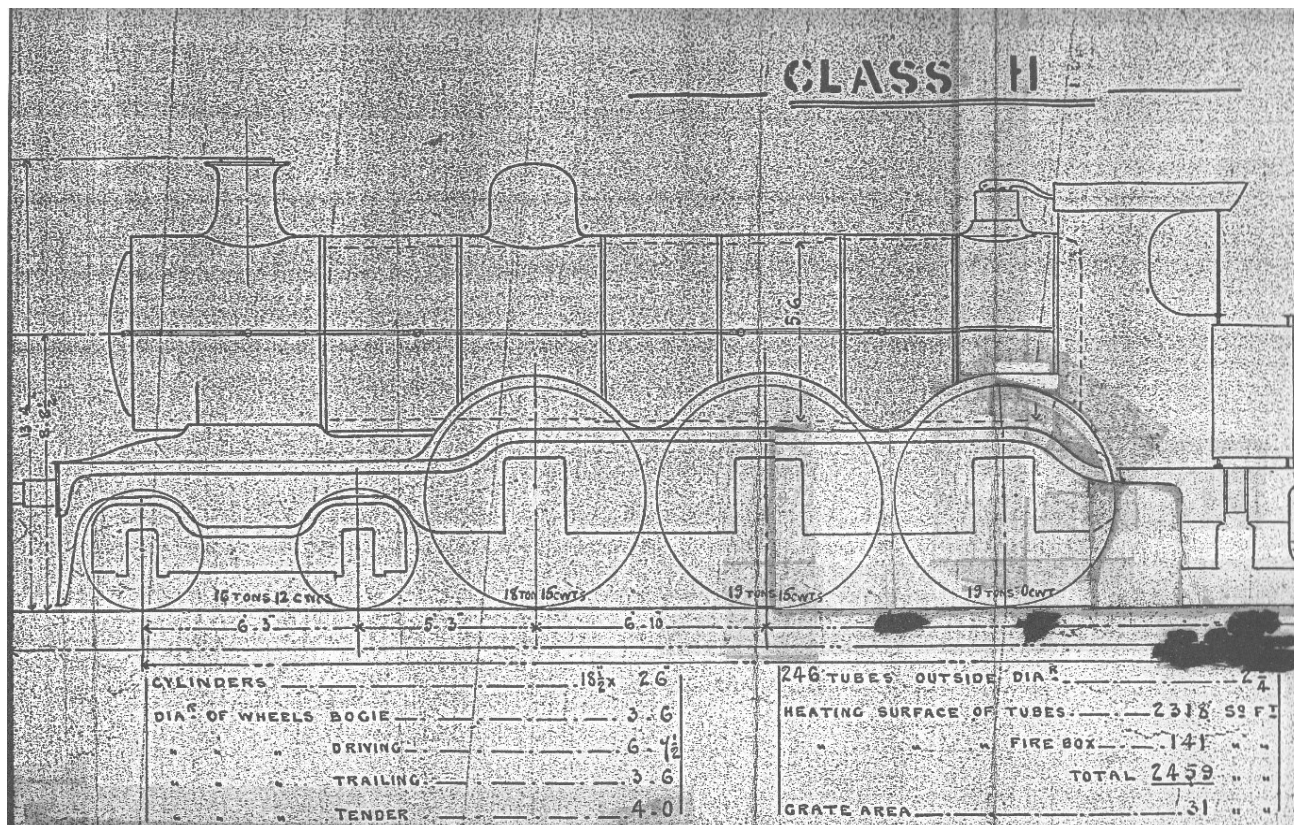 CLASS H
5·6
13-4
8-8½
16 TONS 12 CWTS
18 TON 15 CWTS
19 TONS 15 CWTS
19 TONS 0 CWT
6-3
5-3
6-10
CYLINDERS 18½ x 26
DIAR OF WHEELS BOGIE 3-6
" " " DRIVING 6-7½
" " " TRAILING 3-6
" " " TENDER 4-0
246 TUBES OUTSIDE DIAR 2¼
HEATING SURFACE OF TUBES 2318 SQ FT
" " " FIRE BOX 141 " "
TOTAL 2459 " "
GRATE AREA 31 " "